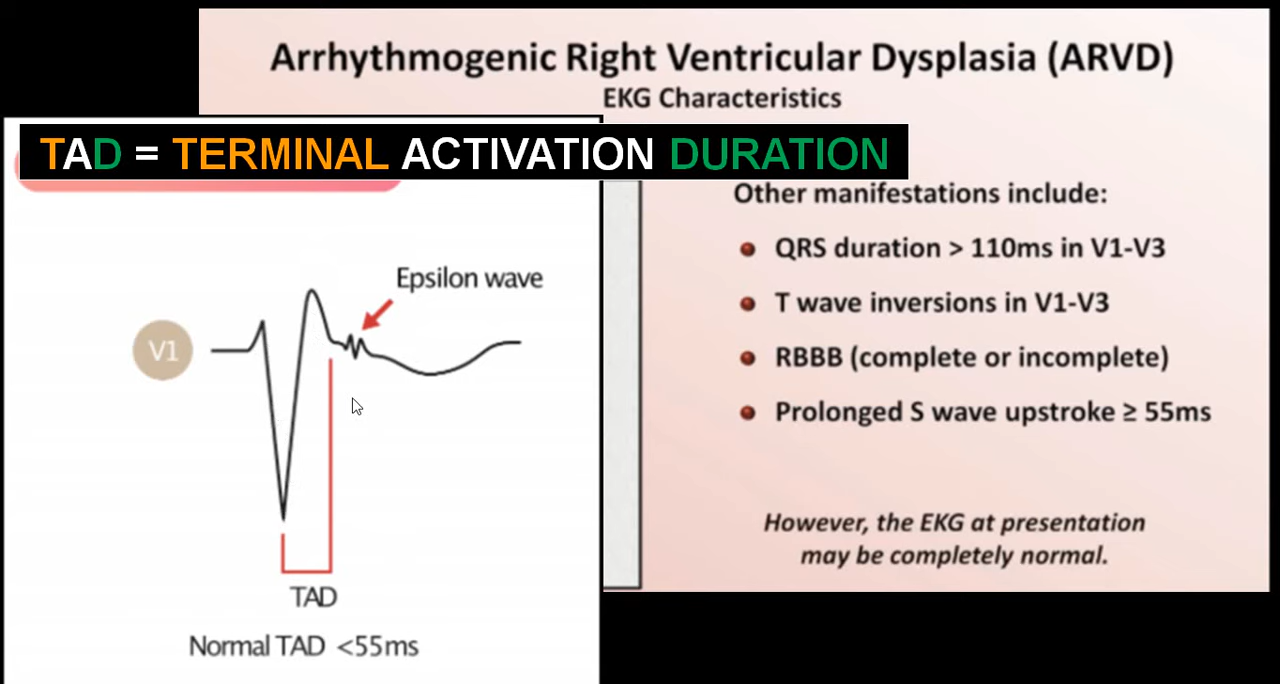 Arrhythmogenic Right Ventricular Dysplasia (ARVD)
EKG Characteristics
TAD = TERMINAL ACTIVATION DURATION
Epsilon wave
V1
TAD
Normal TAD <55ms
Other manifestations include:
QRS duration > 110ms in V1-V3
T wave inversions in V1-V3
RBBB (complete or incomplete)
Prolonged S wave upstroke ≥ 55ms
However, the EKG at presentation
may be completely normal.